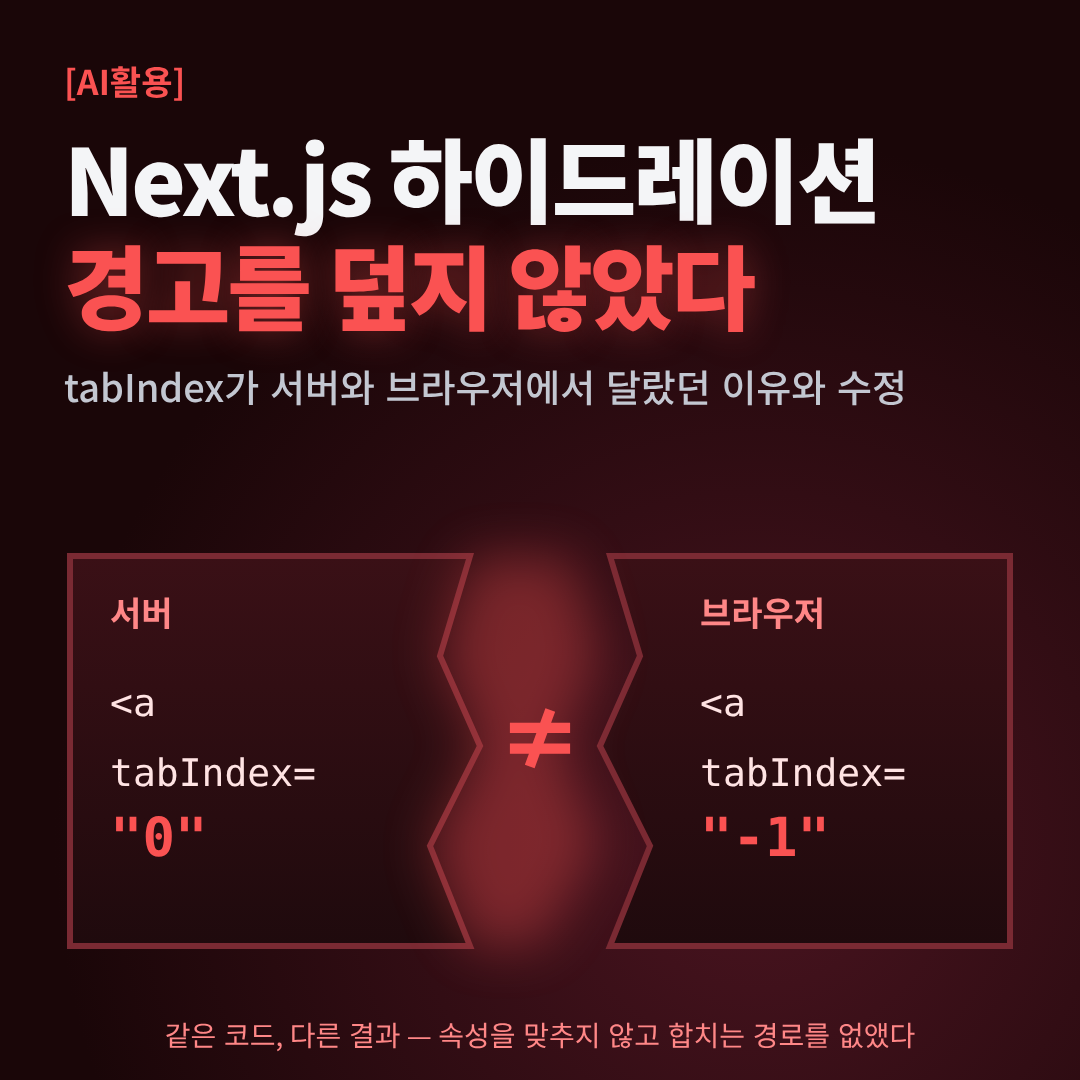 [AI활용]
Next.js 하이드레이션
경고를 덮지 않았다
tabIndex가 서버와 브라우저에서 달랐던 이유와 수정
서버
<a
tabIndex=
"0"
≠
브라우저
<a
tabIndex=
"-1"
같은 코드, 다른 결과 — 속성을 맞추지 않고 합치는 경로를 없앴다